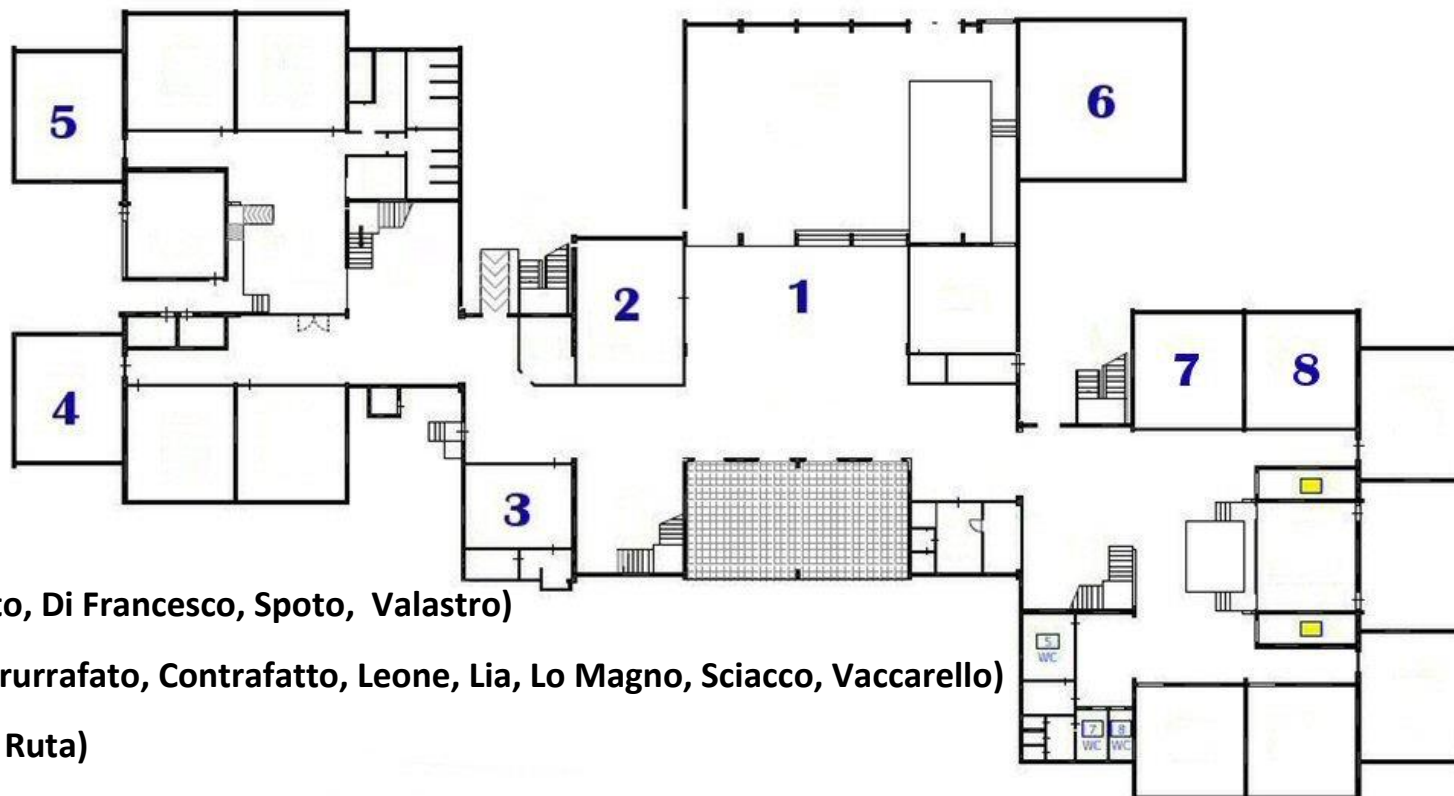 6
5
2
1
7
8
4
3
to, Di Francesco, Spoto, Valastro)
5
WC
rurrafato, Contrafatto, Leone, Lia, Lo Magno, Sciacco, Vaccarello)
7
WC
8
WC
Ruta)